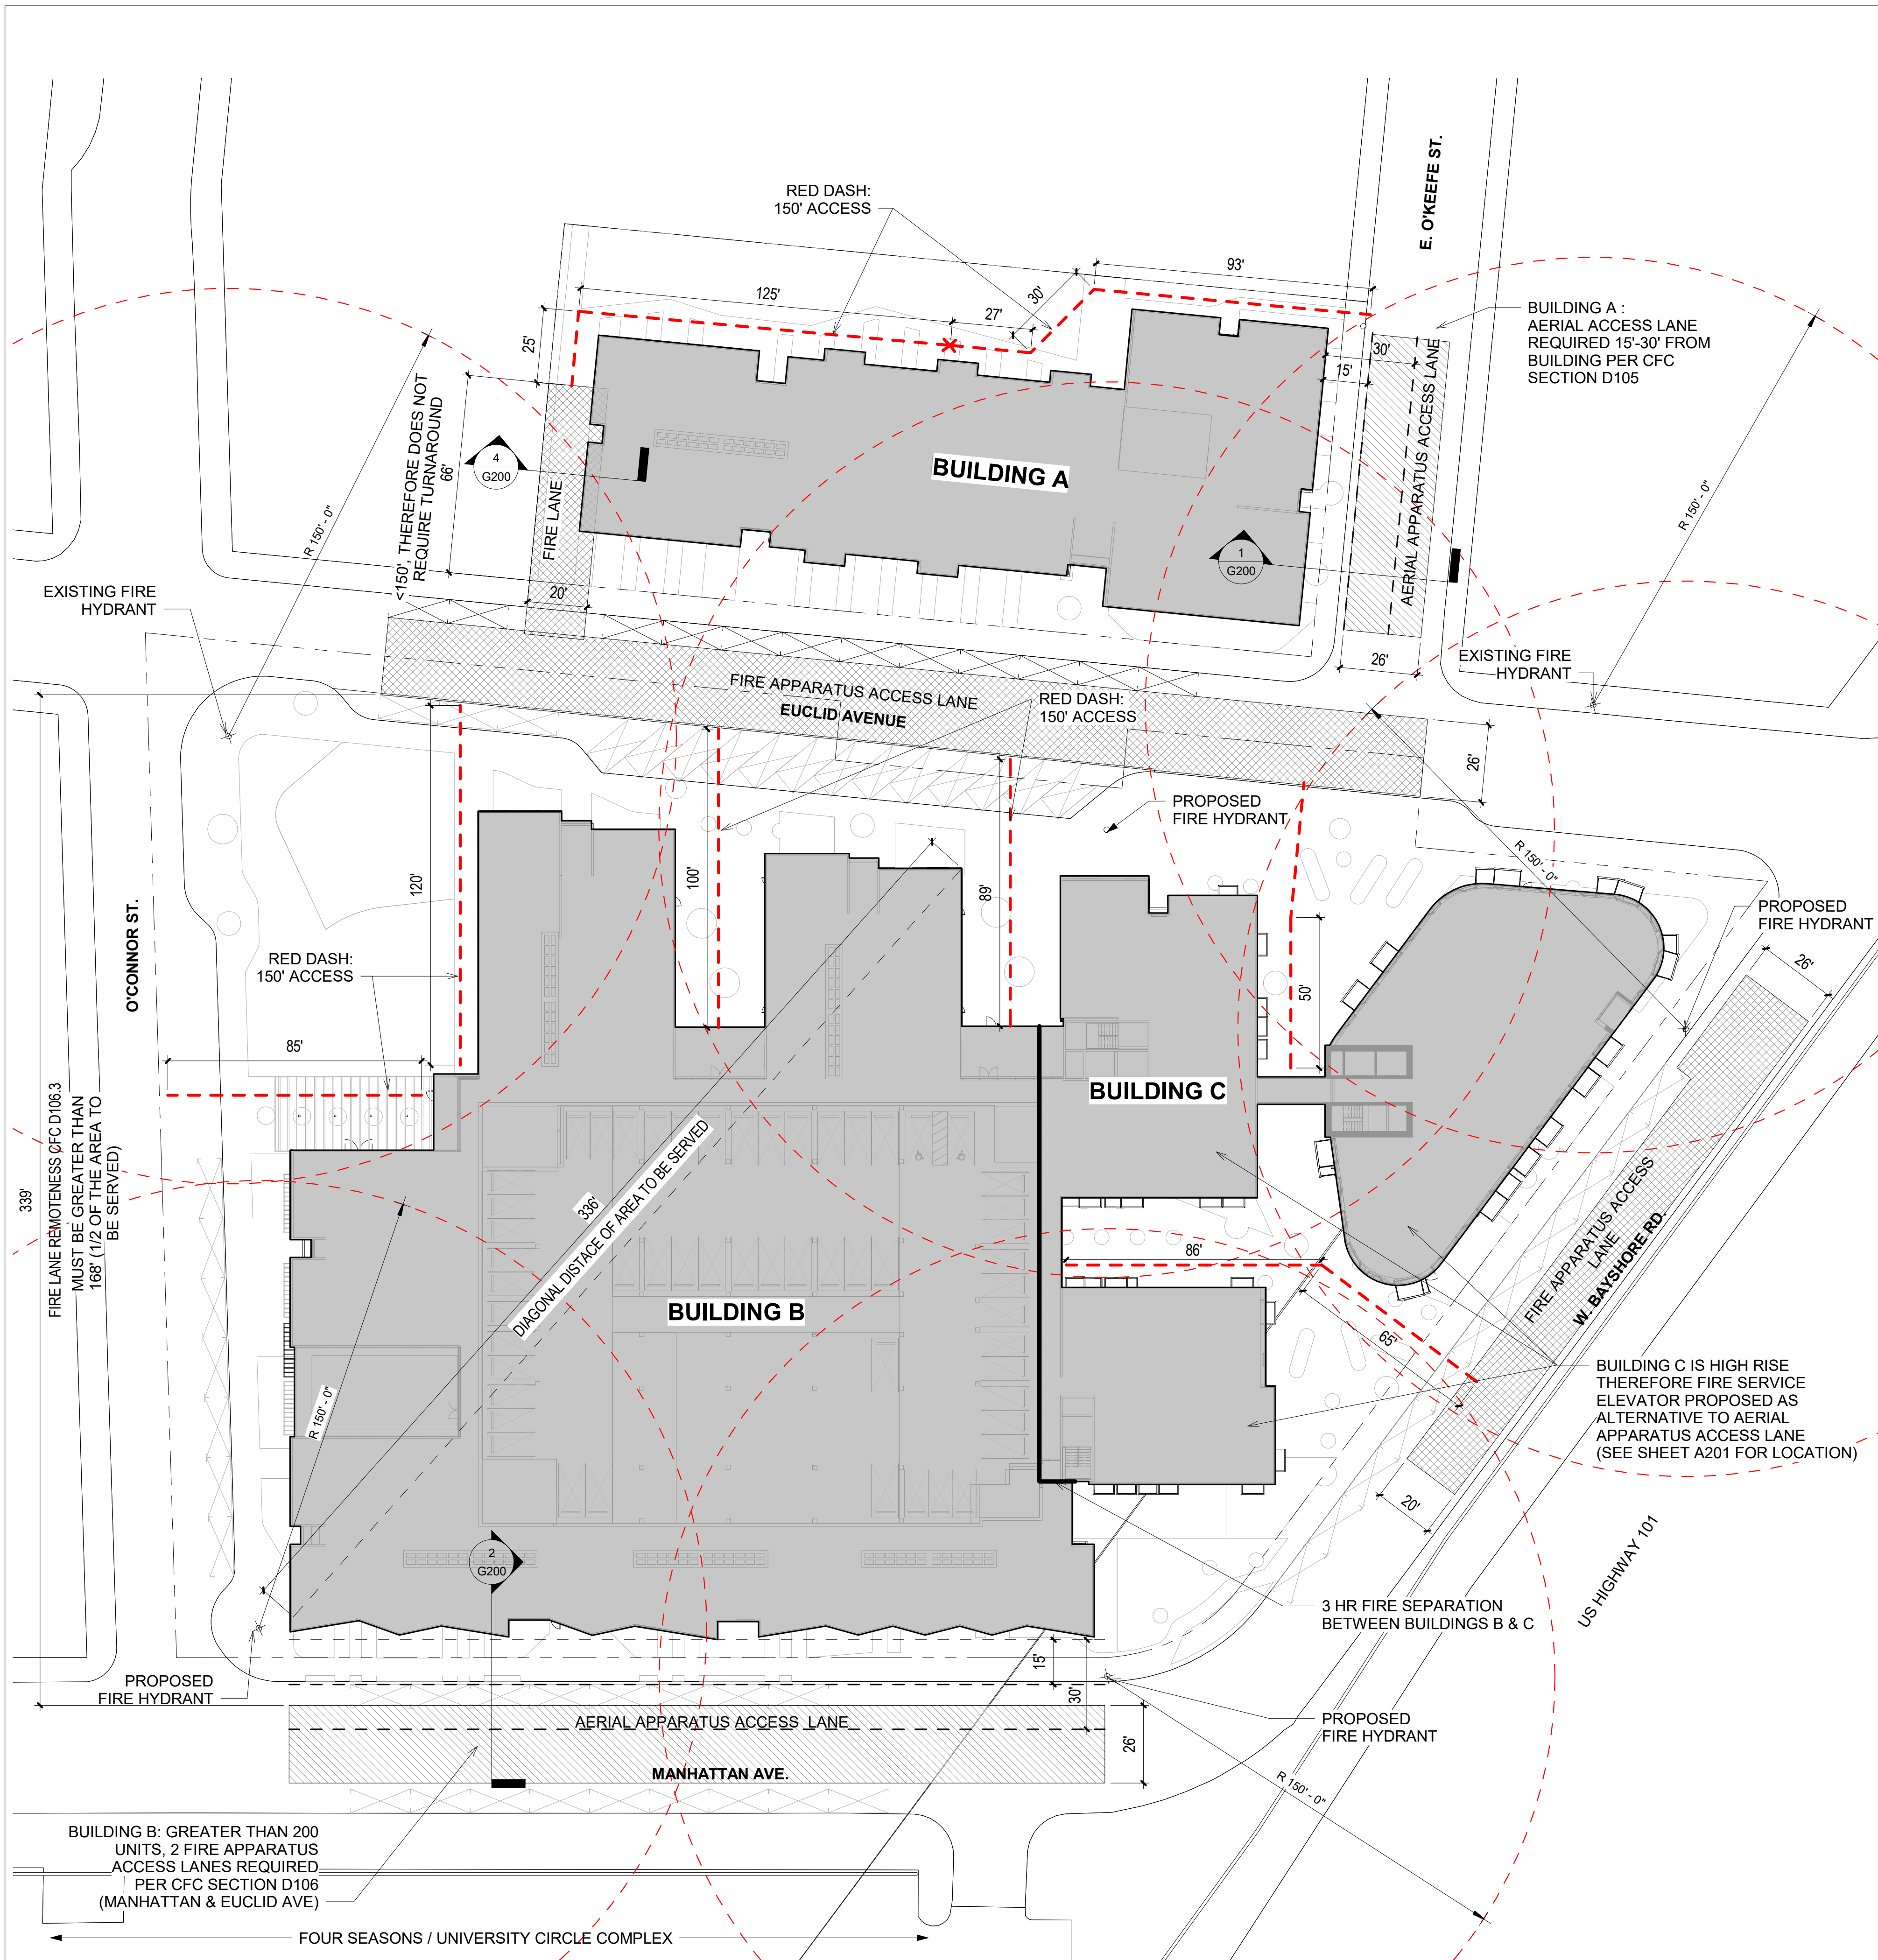 RED DASH:
150' ACCESS
E. O'KEEFE ST.
93'
125'
30'
27'
25'
BUILDING A :
AERIAL ACCESS LANE
REQUIRED 15'-30' FROM
BUILDING PER CFC
SECTION D105
30'
15'
AERIAL APPARATUS ACCESS LANE
<150', THEREFORE DOES NOT
REQUIRE TURNAROUND
66'
4
G200
BUILDING A
R 150' - 0"
R 150' - 0"
FIRE LANE
1
G200
EXISTING FIRE
HYDRANT
20'
26'
EXISTING FIRE
HYDRANT
FIRE APPARATUS ACCESS LANE
EUCLID AVENUE
RED DASH:
150' ACCESS
26'
PROPOSED
FIRE HYDRANT
R 150' - 0"
120'
100'
89'
O'CONNOR ST.
PROPOSED
FIRE HYDRANT
RED DASH:
150' ACCESS
26'
50'
85'
BUILDING C
339'
FIRE LANE REMOTENESS CFC D106.3
MUST BE GREATER THAN
168' (1/2 OF THE AREA TO
BE SERVED)
336'
DIAGONAL DISTACE OF AREA TO BE SERVED
86'
BUILDING B
FIRE APPARATUS ACCESS
LANE
W. BAYSHORE RD.
65'
R 150' - 0"
BUILDING C IS HIGH RISE
THEREFORE FIRE SERVICE
ELEVATOR PROPOSED AS
ALTERNATIVE TO AERIAL
APPARATUS ACCESS LANE
(SEE SHEET A201 FOR LOCATION)
20'
US HIGHWAY 101
2
G200
3 HR FIRE SEPARATION
BETWEEN BUILDINGS B & C
PROPOSED
FIRE HYDRANT
15'
30'
AERIAL APPARATUS ACCESS LANE
26'
PROPOSED
FIRE HYDRANT
MANHATTAN AVE.
R 150' - 0"
BUILDING B: GREATER THAN 200
UNITS, 2 FIRE APPARATUS
ACCESS LANES REQUIRED
PER CFC SECTION D106
(MANHATTAN & EUCLID AVE)
FOUR SEASONS / UNIVERSITY CIRCLE COMPLEX